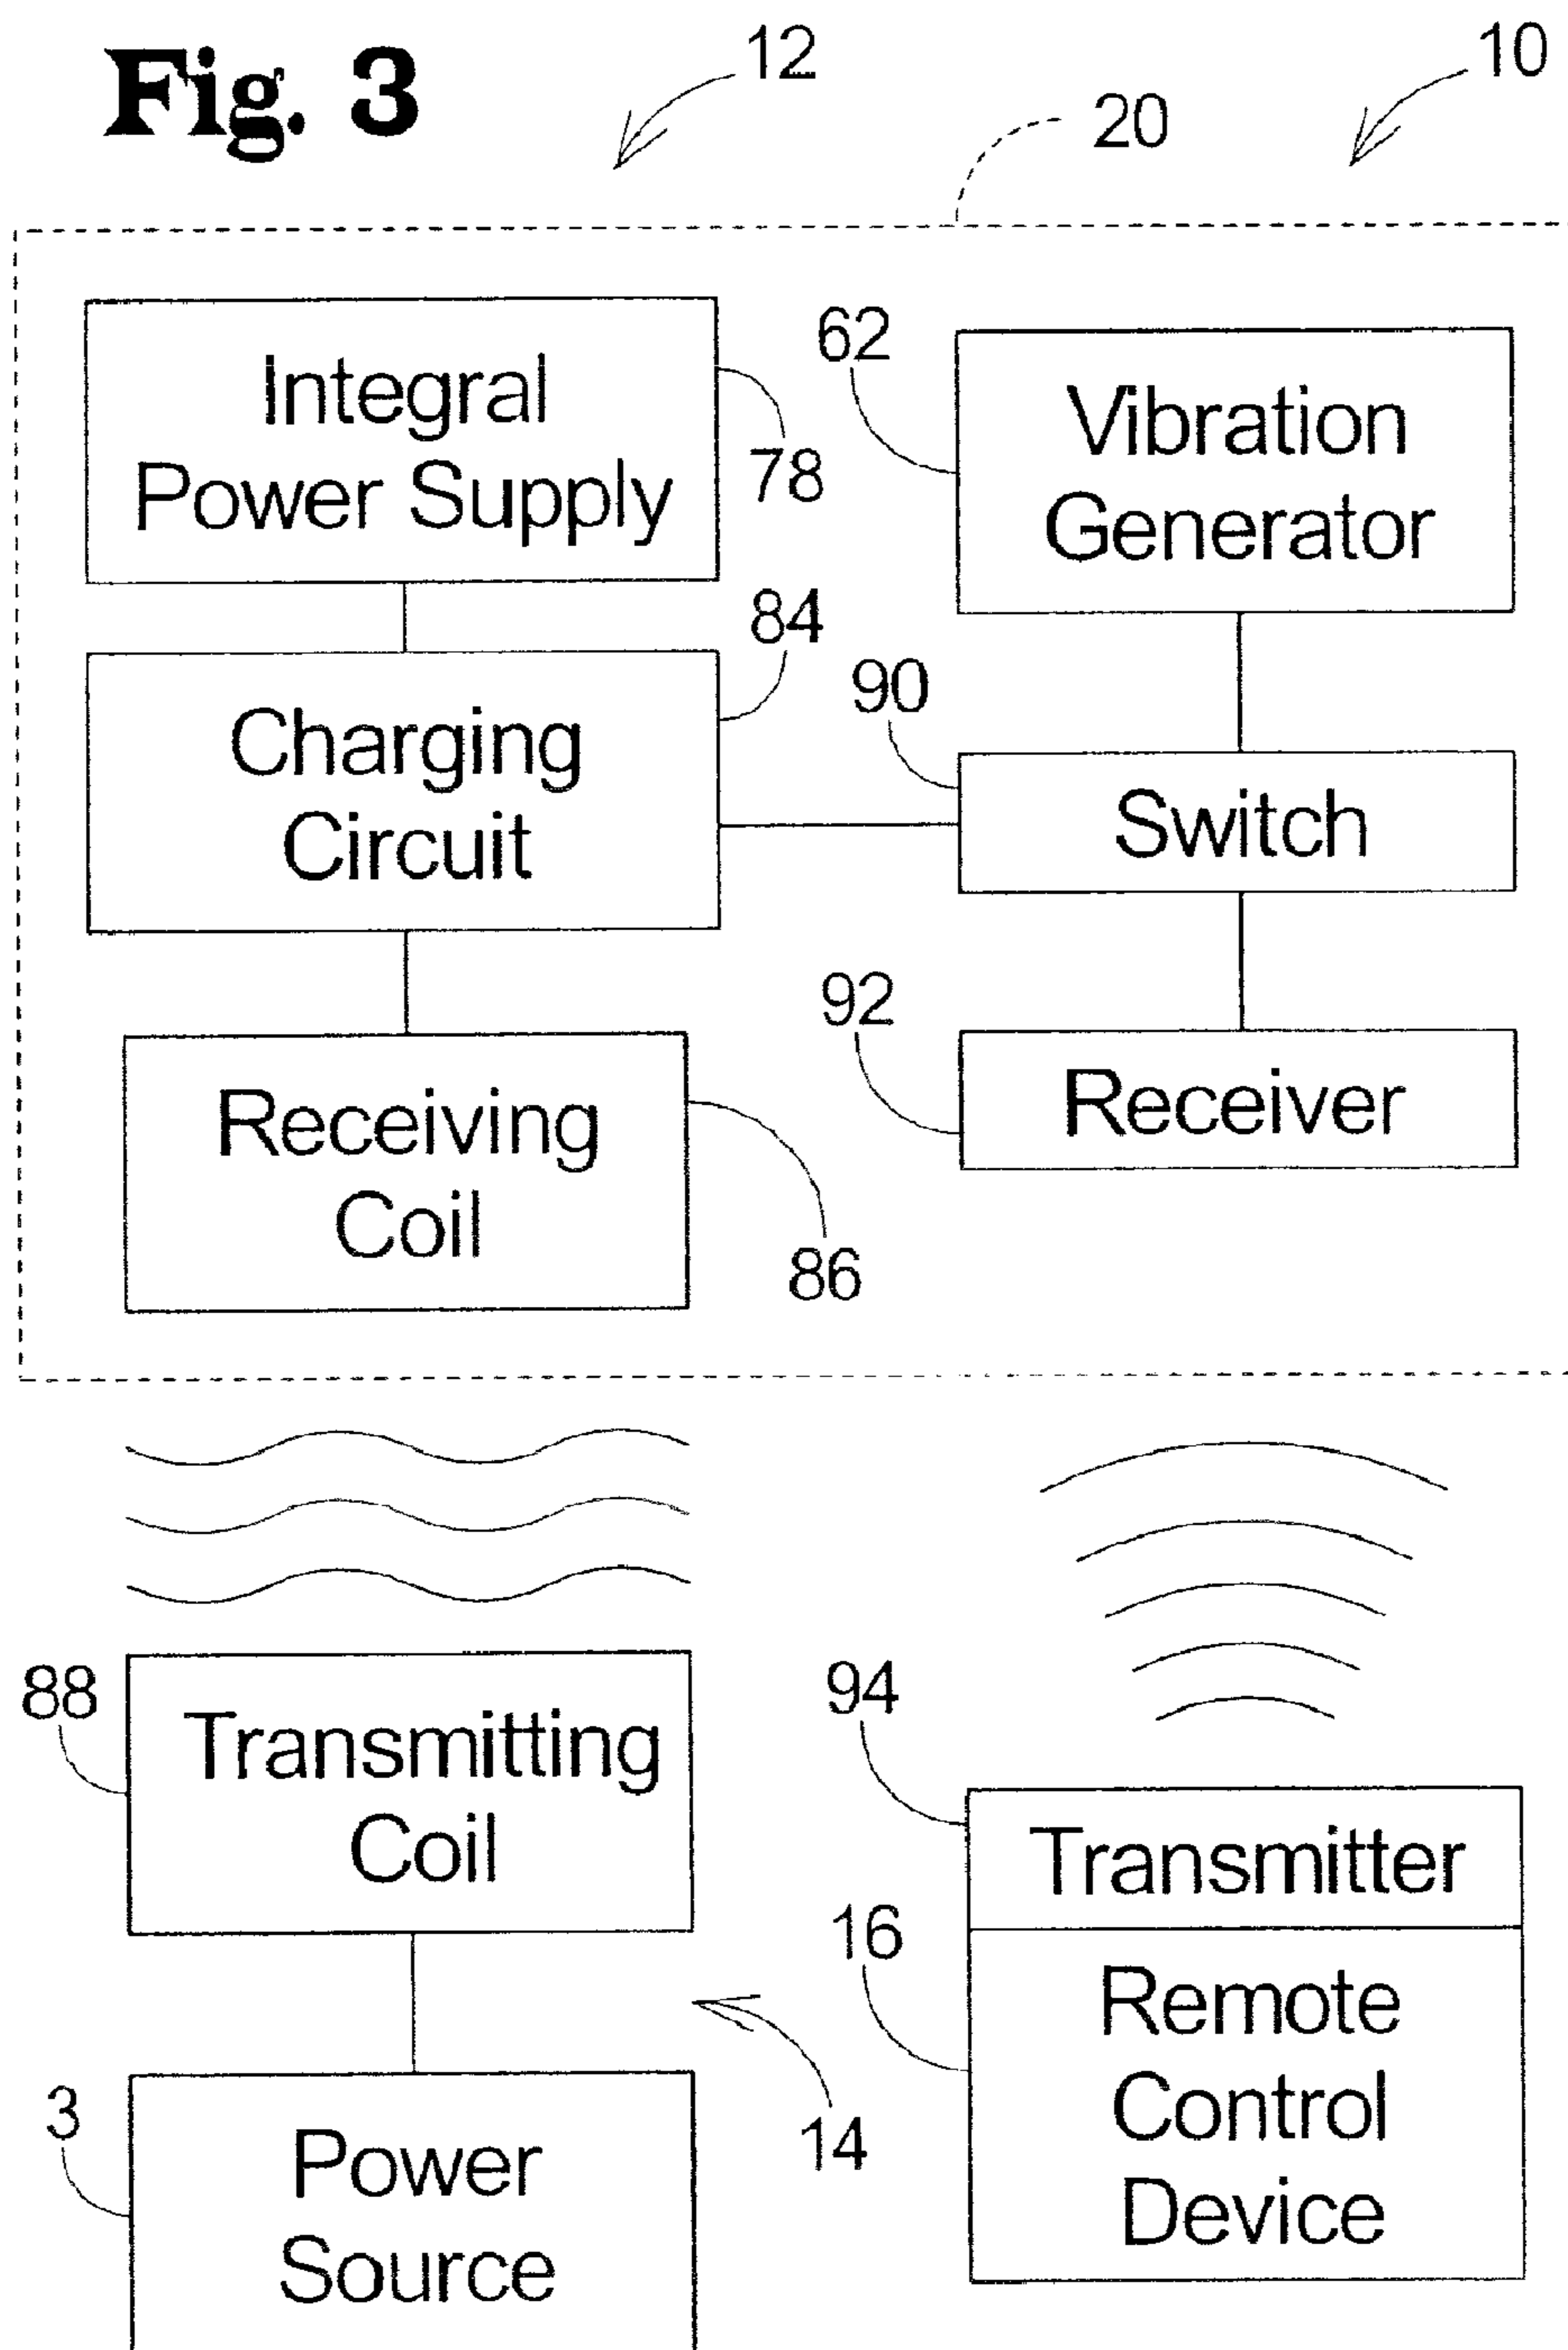 Fig. 3
12
10
20
Integral
Power Supply
78
62
Vibration
Generator
84
Charging
Circuit
90
Switch
Receiving
Coil
86
92
Receiver
88
Transmitting
Coil
94
Transmitter
16
Remote
Control
Device
14
3
Power
Source